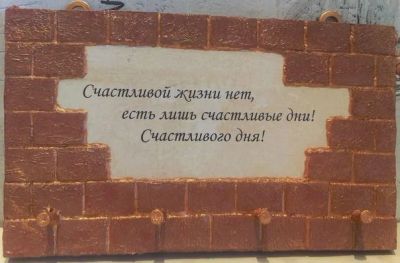 Счастливой жизни нет,
есть лишь счастливые дни!
Счастливого дня!